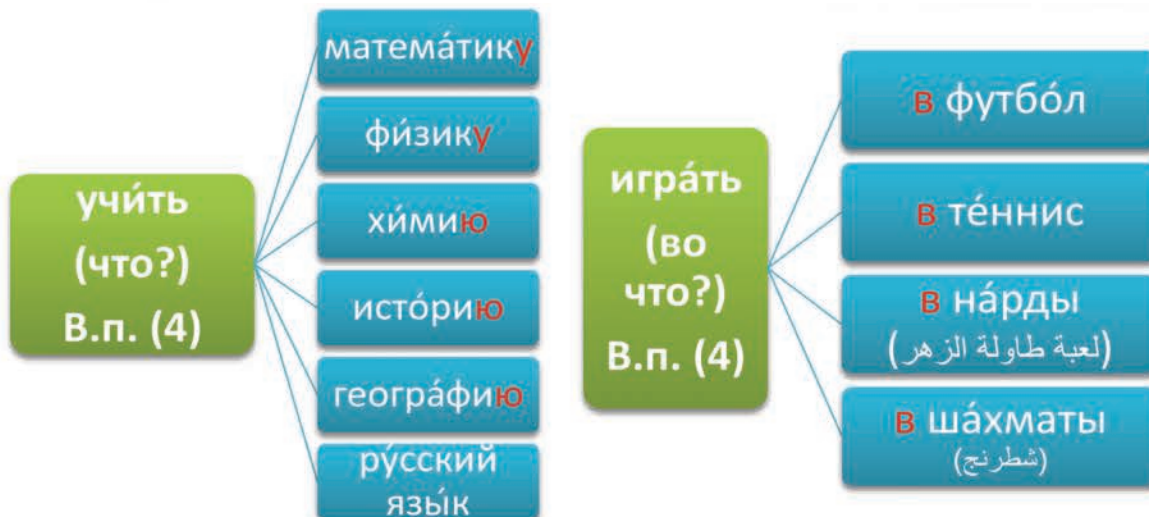 учи́ть
(что?)
В.п. (4)
матема́тику
фи́зику
хи́мию
исто́рию
геогра́фию
ру́сский
язы́к
игра́ть
(во
что?)
В.п. (4)
в футбо́л
в те́ннис
в на́рды
(لعبة طاولة الزهر)
в ша́хматы
(شطرنج)